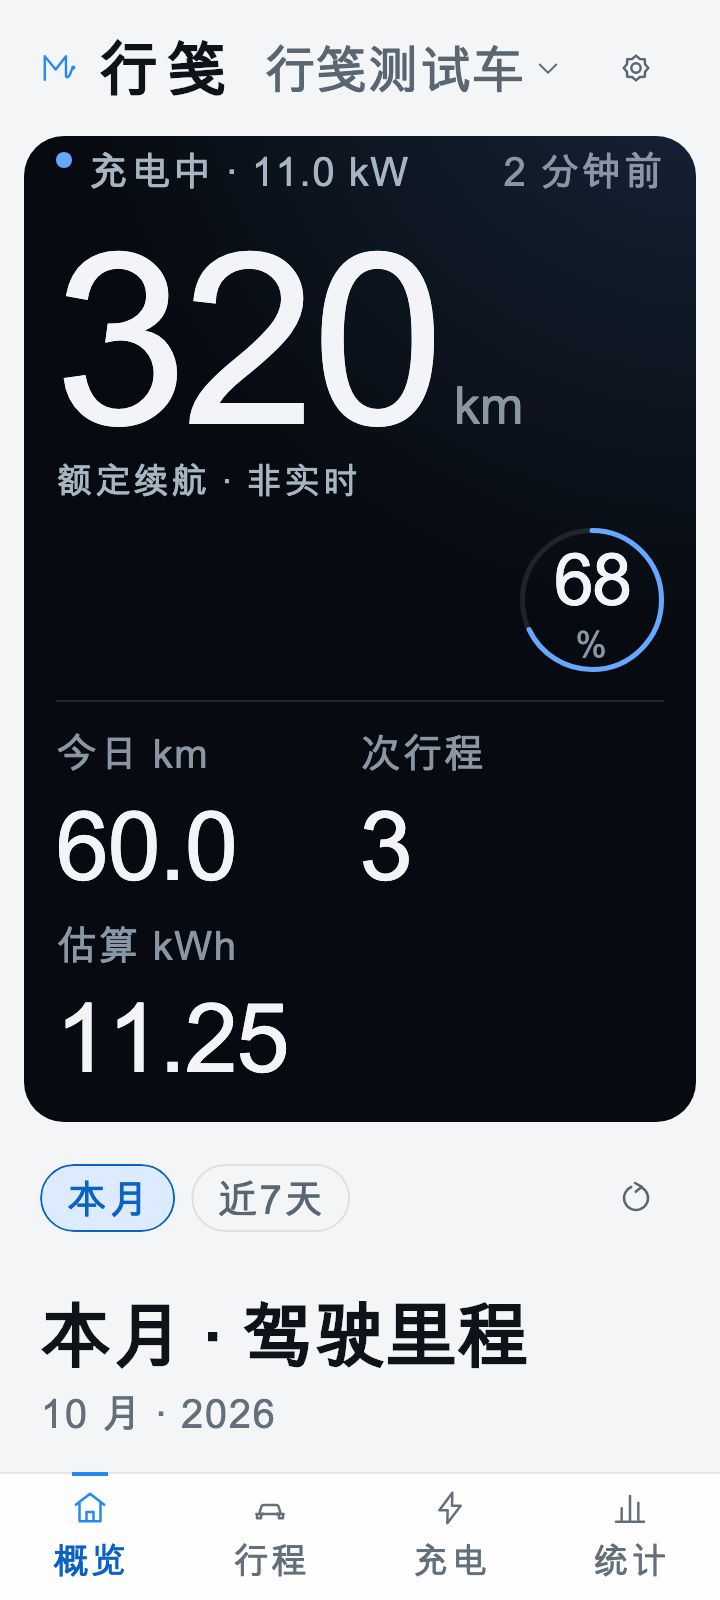 行笺 行笺测试车
充电中 · 11.0 kW 2 分钟前
320 km
额定续航 · 非实时
68
%
今日 km 次行程
60.0 3
估算 kWh
11.25
本月 近7天
本月 · 驾驶里程
10 月 · 2026
概览 行程 充电 统计